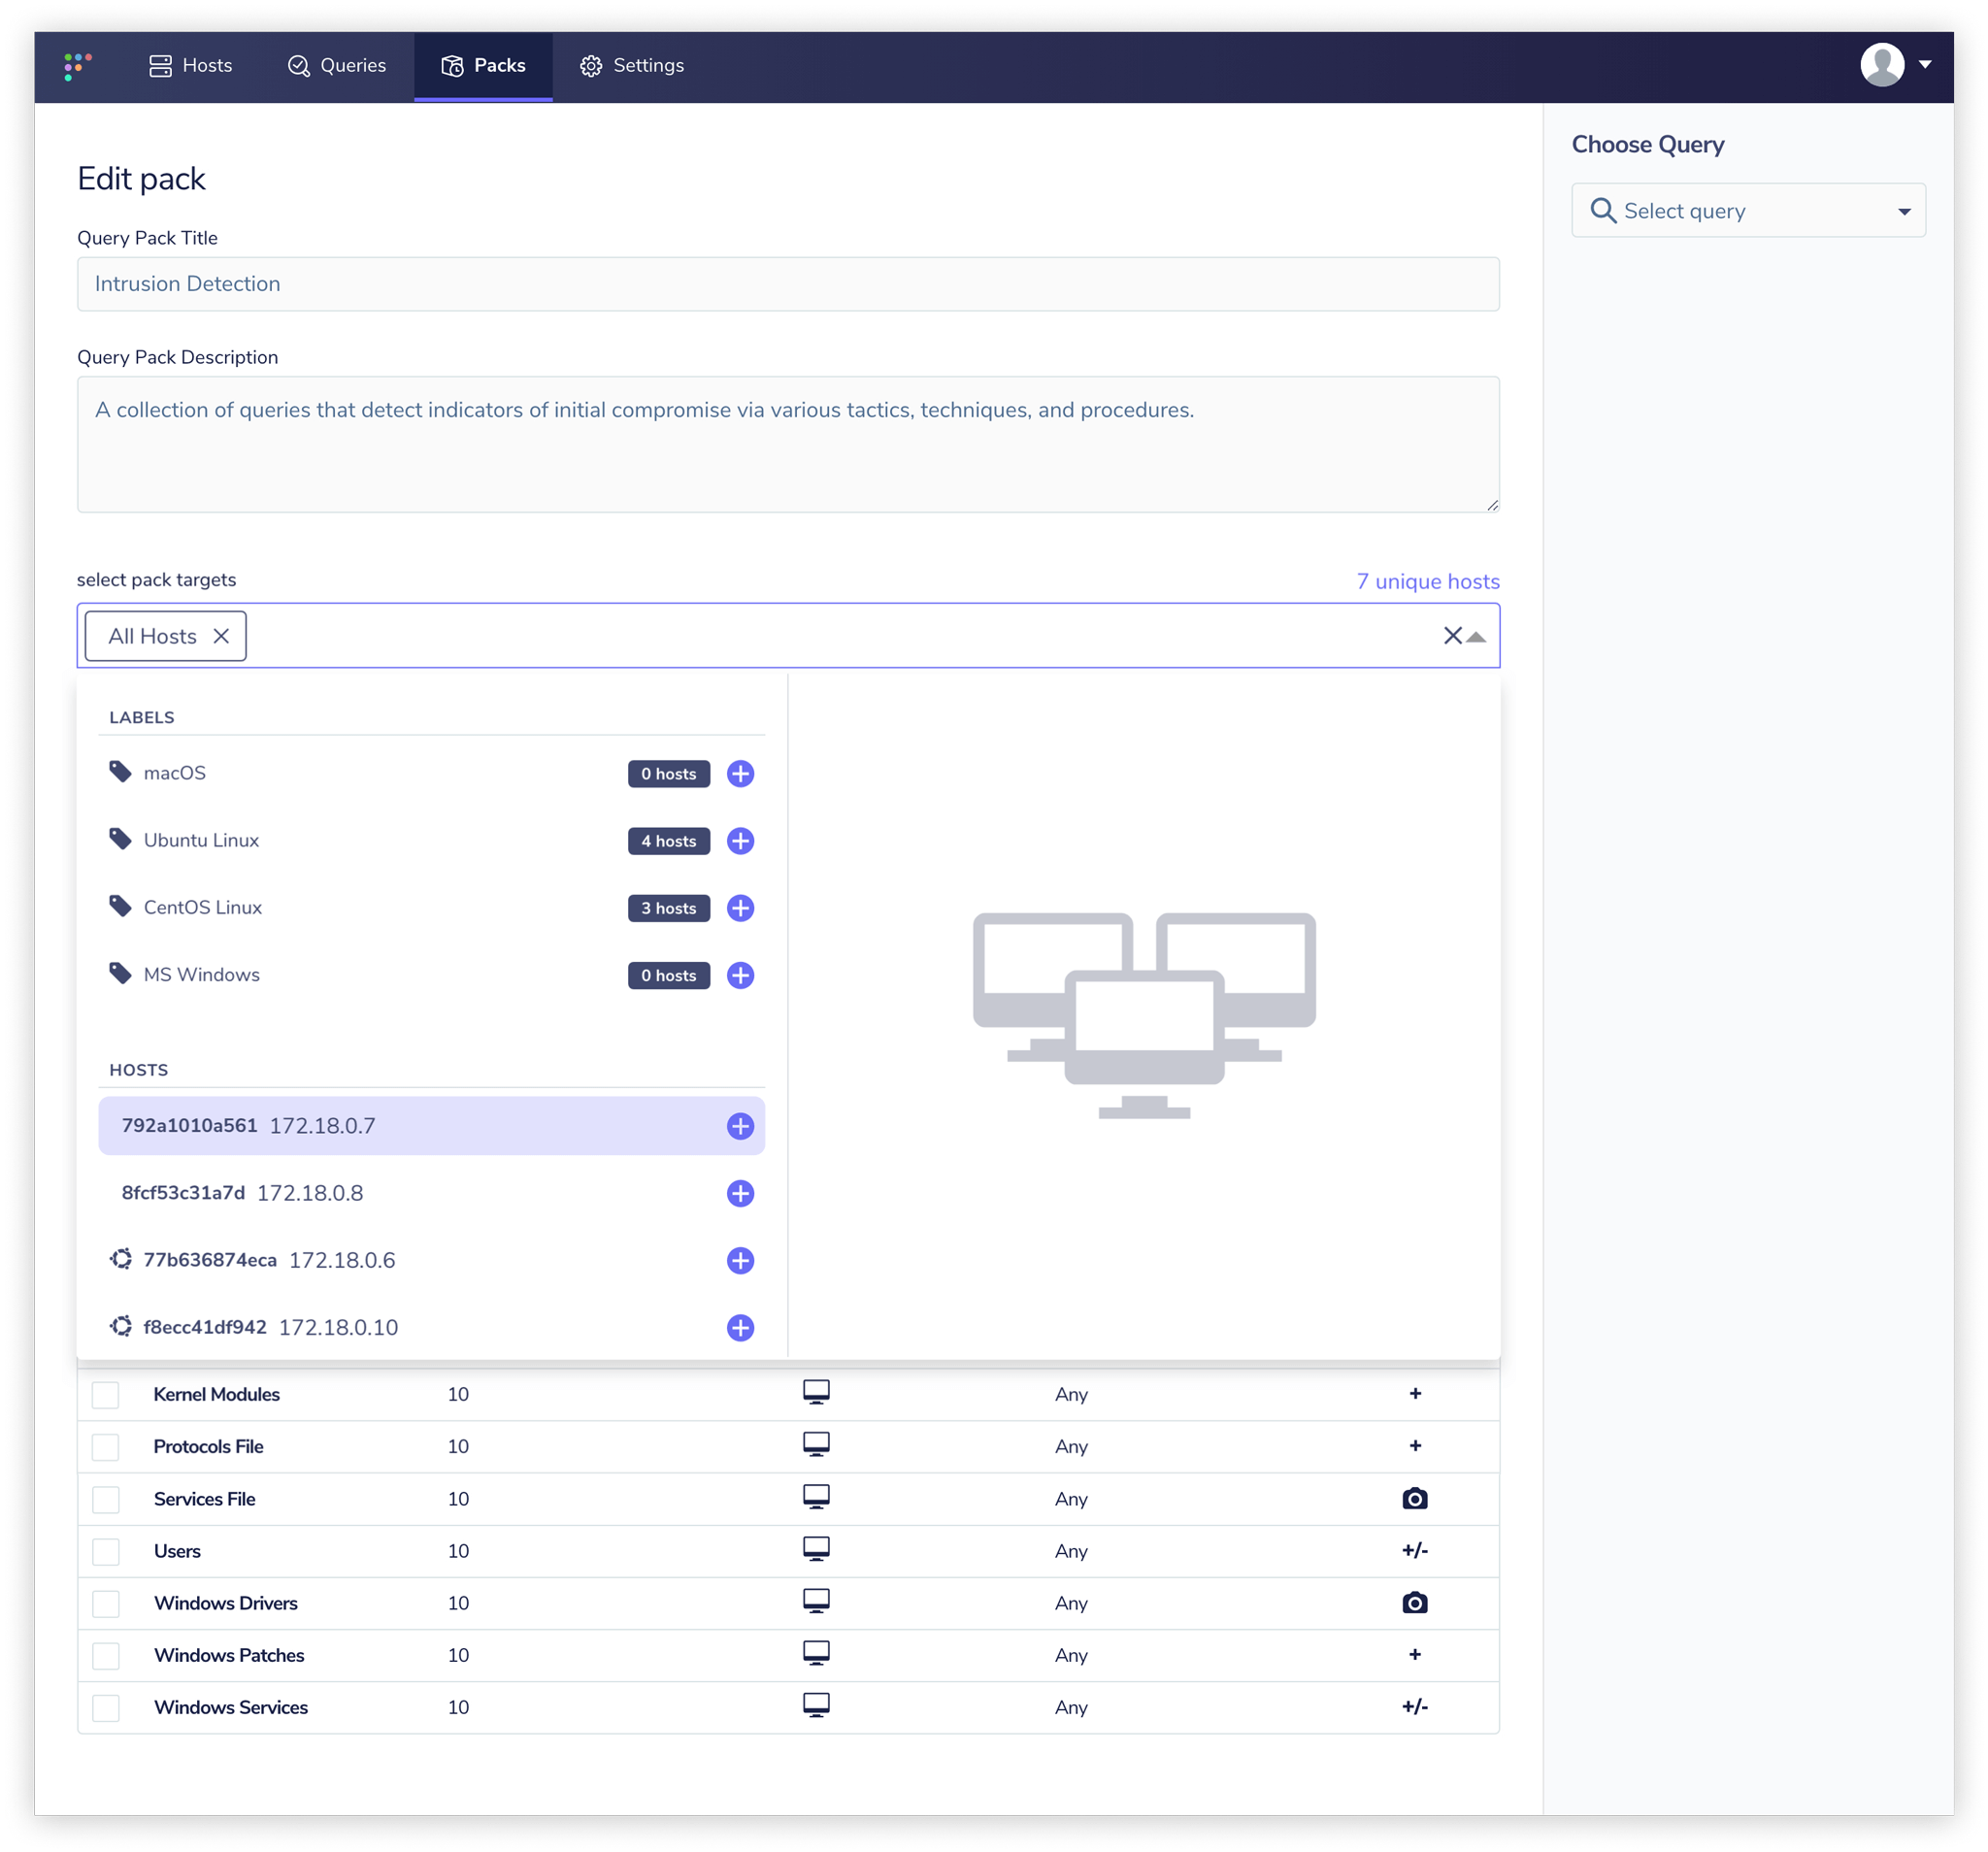 Hosts Queries Packs Settings
Edit pack
Query Pack Title
Intrusion Detection
Query Pack Description
A collection of queries that detect indicators of initial compromise via various tactics, techniques, and procedures.
select pack targets 7 unique hosts
All Hosts
LABELS
macOS 0 hosts
Ubuntu Linux 4 hosts
CentOS Linux 3 hosts
MS Windows 0 hosts
HOSTS
792a1010a561 172.18.0.7
8fcf53c31a7d 172.18.0.8
77b636874eca 172.18.0.6
f8ecc41df942 172.18.0.10
Kernel Modules 10 Any +
Protocols File 10 Any +
Services File 10 Any
Users 10 Any +/-
Windows Drivers 10 Any
Windows Patches 10 Any +
Windows Services 10 Any +/-
Choose Query
Select query